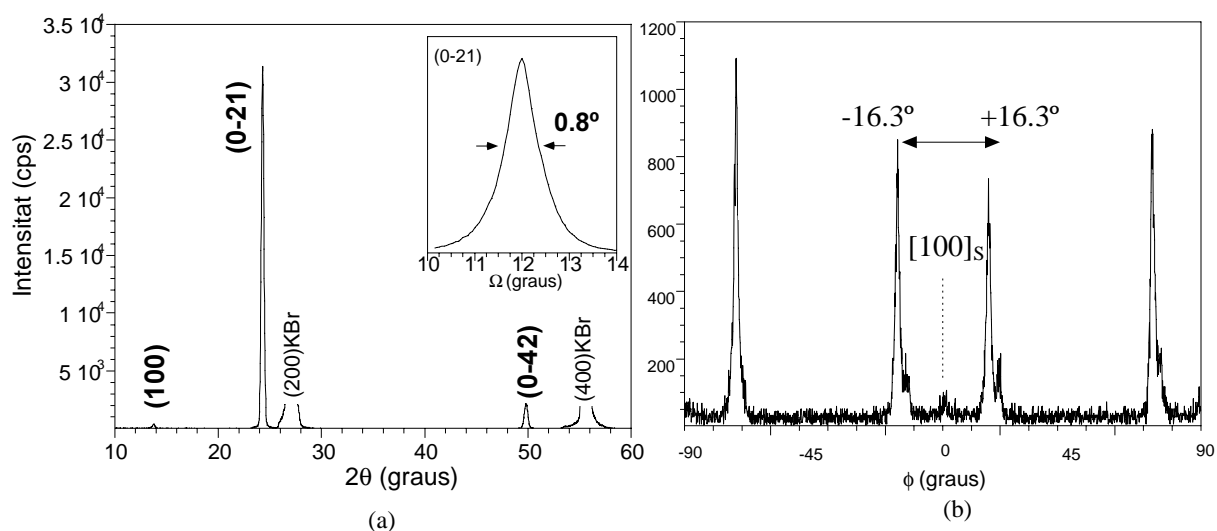 3.5 10⁴
3 10⁴
2.5 10⁴
2 10⁴
1.5 10⁴
1 10⁴
5 10³
Intensitat (cps)
(100)
(0-21)
(200)KBr
(0-42)
(400)KBr
10 20 30 40 50 60
2θ (graus)
(a)
(0-21)
0.8º
10 11 12 13 14
Ω (graus)
1200
1000
800
600
400
200
-16.3º +16.3º
[100]s
-90 -45 0 45 90
ϕ (graus)
(b)